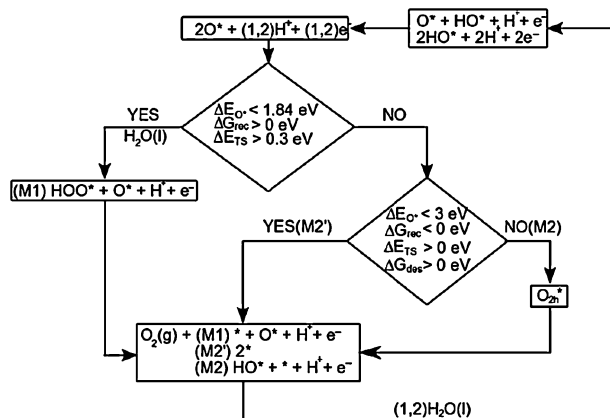 2O* + (1,2)H⁺ + (1,2)e⁻
O* + HO* + H⁺ + e⁻
2HO* + 2H⁺ + 2e⁻
YES
H₂O(l)
ΔE_O* < 1.84 eV
ΔG_rec > 0 eV
ΔE_TS > 0.3 eV
NO
(M1) HOO* + O* + H⁺ + e⁻
YES(M2')
ΔE_O* < 3 eV
ΔG_rec < 0 eV
ΔE_TS > 0 eV
ΔG_des > 0 eV
NO(M2)
O₂ₕ*
O₂(g) + (M1) * + O* + H⁺ + e⁻
(M2') 2*
(M2) HO* + * + H⁺ + e⁻
(1,2)H₂O(l)